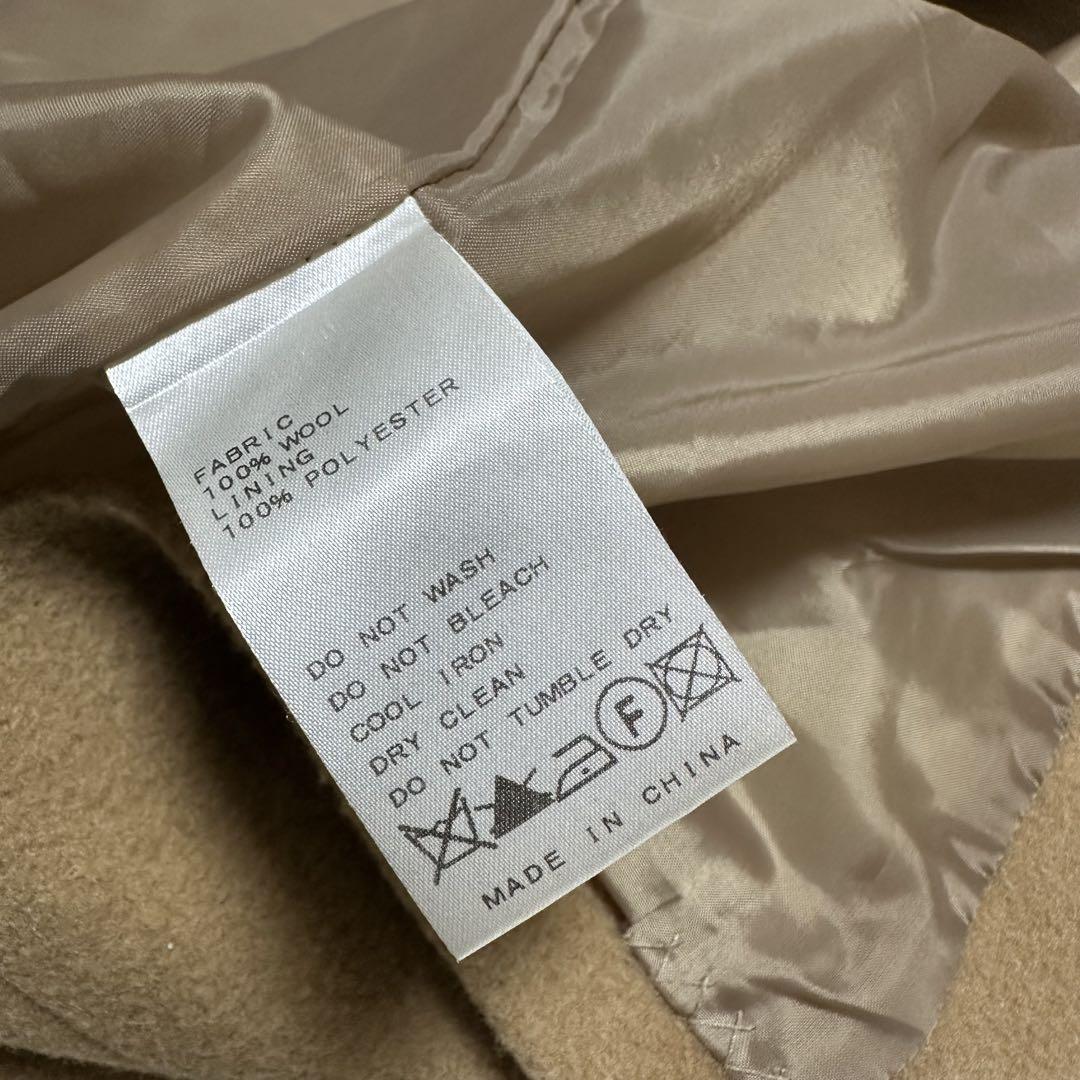 FABRIC
100% WOOL
LINING
100% POLYESTER
DO NOT WASH
DO NOT BLEACH
COOL IRON
DRY CLEAN
DO NOT TUMBLE DRY
F
MADE IN CHINA